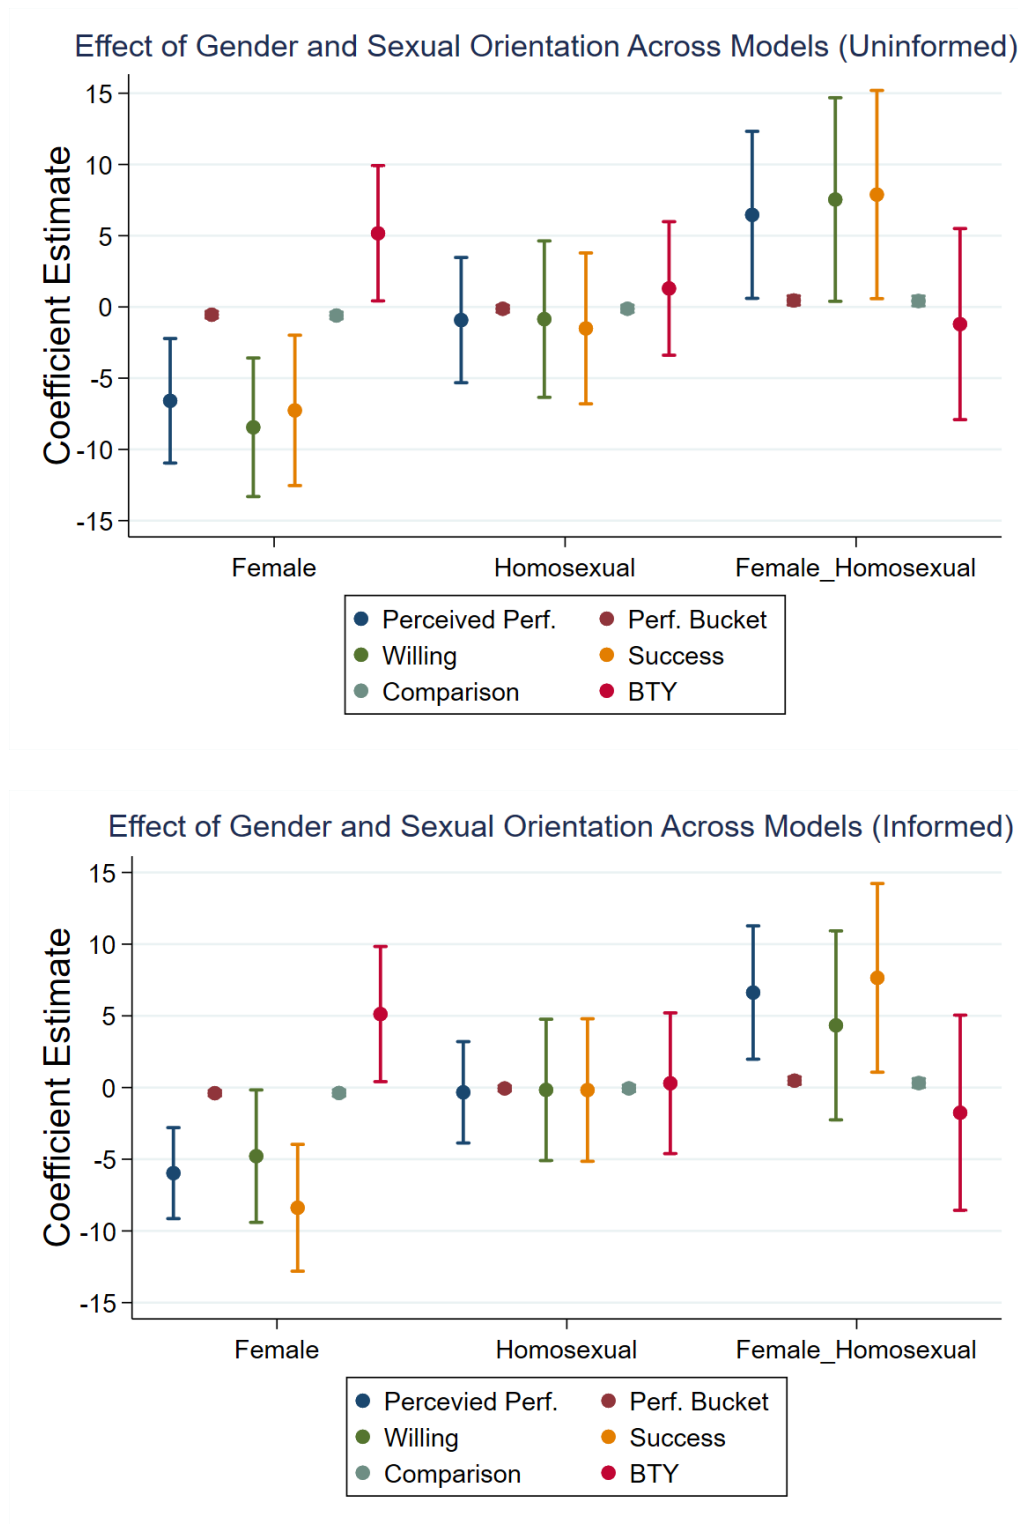 Effect of Gender and Sexual Orientation Across Models (Uninformed)
Coefficient Estimate
15
10
5
0
-5
-10
-15
Female Homosexual Female_Homosexual
Perceived Perf. Perf. Bucket
Willing Success
Comparison BTY
Effect of Gender and Sexual Orientation Across Models (Informed)
Coefficient Estimate
15
10
5
0
-5
-10
-15
Female Homosexual Female_Homosexual
Percevied Perf. Perf. Bucket
Willing Success
Comparison BTY